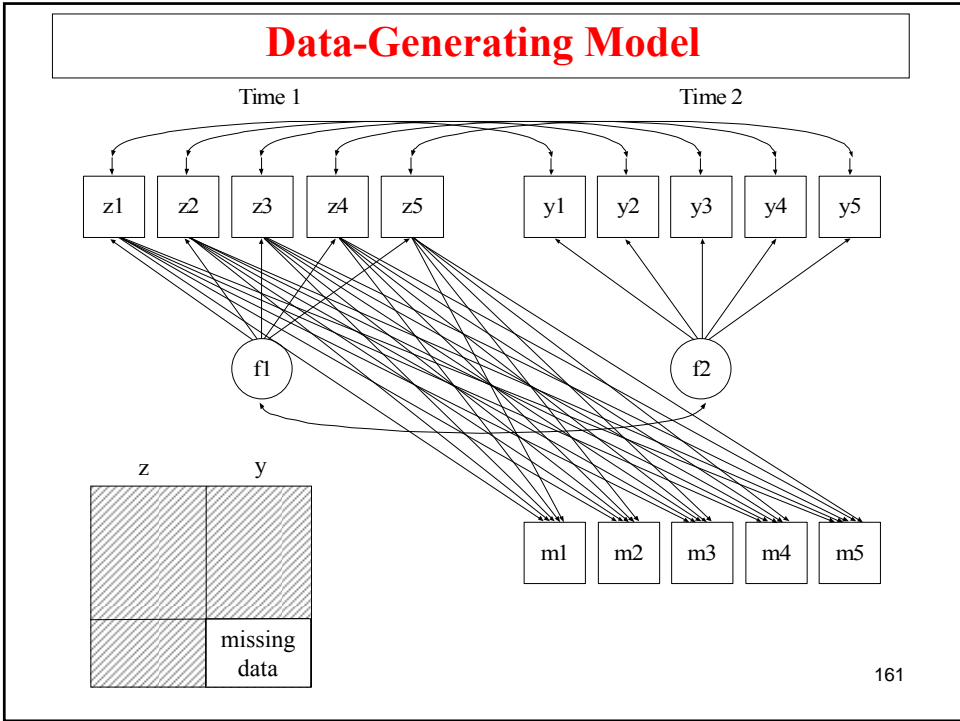 Data-Generating Model
Time 1 Time 2
z1 z2 z3 z4 z5 y1 y2 y3 y4 y5
f1 f2
z y
m1 m2 m3 m4 m5
missing
data
161